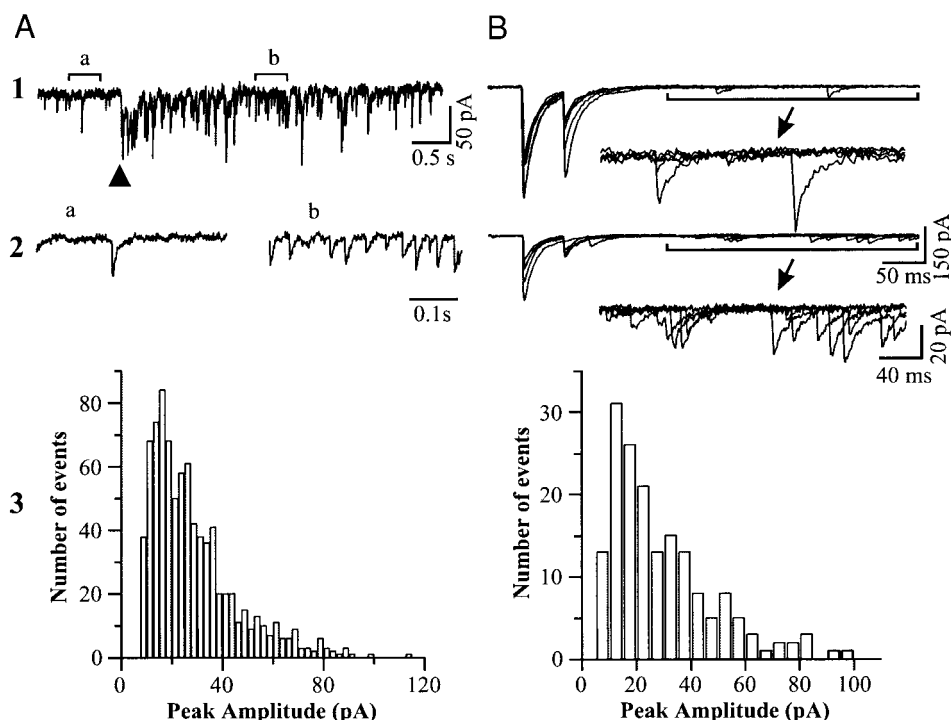 A
B
a
b
1
50 pA
0.5 s
a
b
2
0.1s
150 pA
50 ms
20 pA
40 ms
3
Number of events
80
60
40
20
0
0
40
80
120
Peak Amplitude (pA)
30
20
10
0
0
20
40
60
80
100
Peak Amplitude (pA)
Number of events